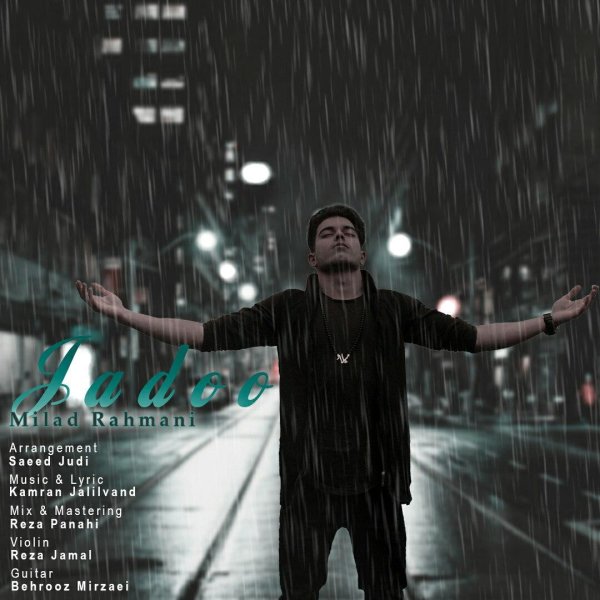 Jadoo
Milad Rahmani
Arrangement
Saeed Judi
Music & Lyric
Kamran Jalilvand
Mix & Mastering
Reza Panahi
Violin
Reza Jamal
Guitar
Behrooz Mirzaei